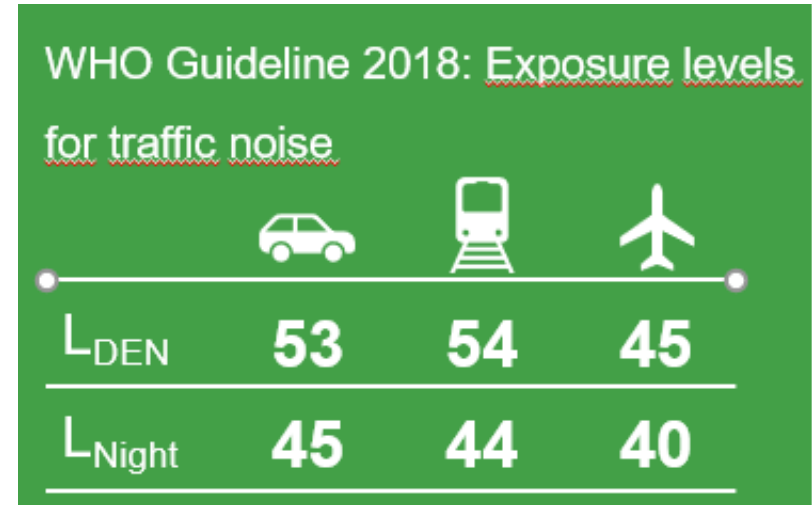 WHO Guideline 2018: Exposure levels
for traffic noise
LDEN 53 54 45
LNight 45 44 40